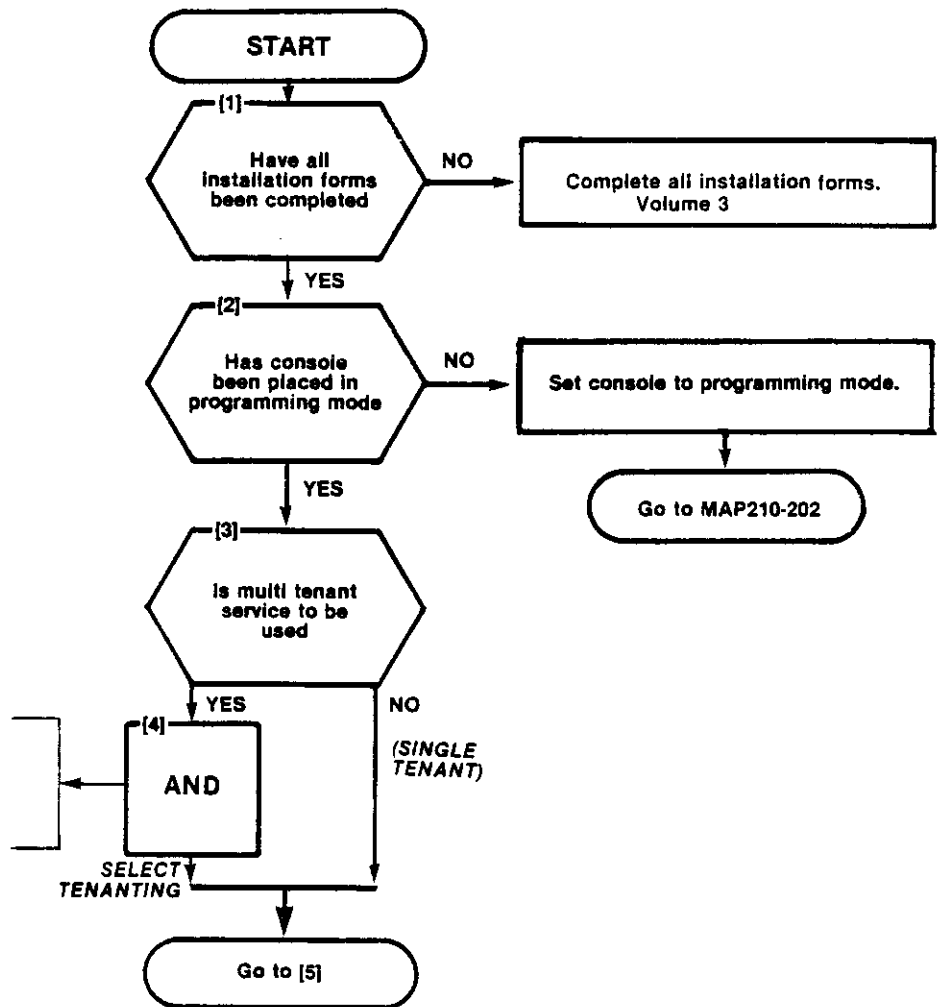 START
[1]
Have all
installation forms
been completed
NO
Complete all installation forms.
Volume 3
YES
[2]
Has console
been placed in
programming mode
NO
Set console to programming mode.
YES
Go to MAP210-202
[3]
Is multi tenant
service to be
used
YES
NO
[4]
(SINGLE
TENANT)
AND
SELECT
TENANTING
Go to [5]